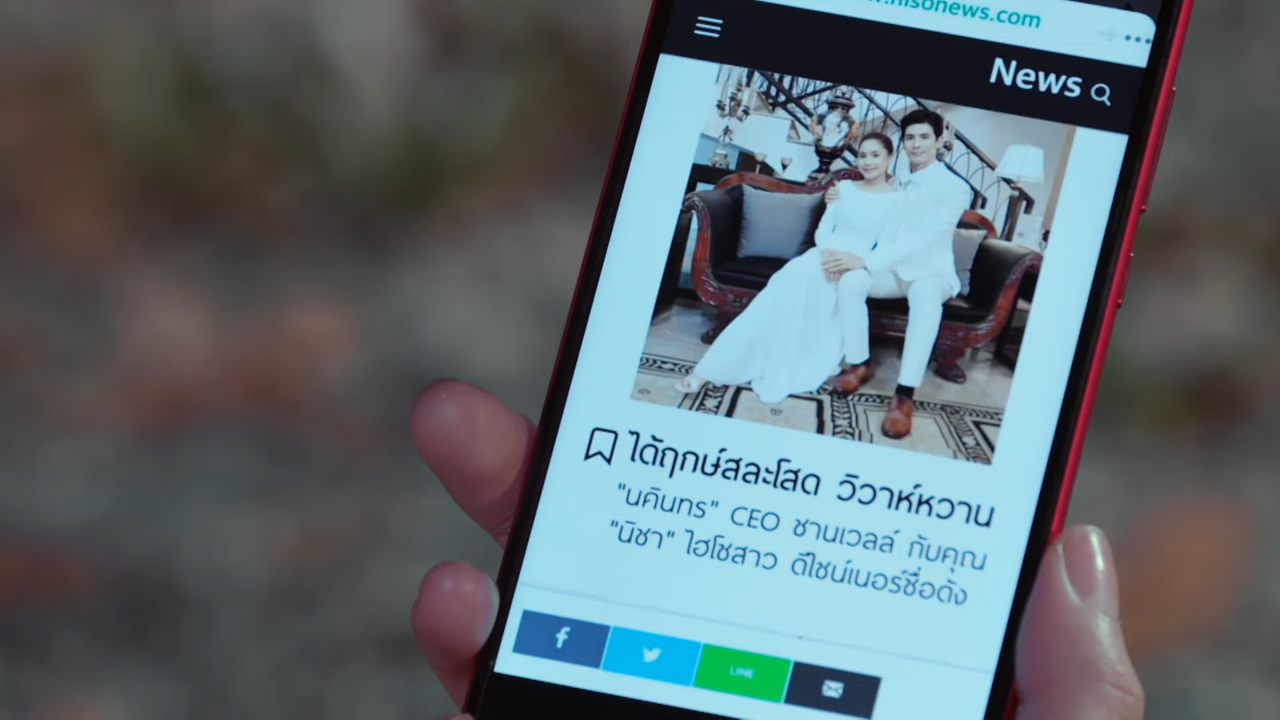 hisonews.com
News
ได้ฤกษ์สละโสด วิวาห์หวาน
"นคินทร" CEO ชานเวลล์ กับคุณ
"นิชา" ไฮโซสาว ดีไซน์เนอร์ชื่อดัง
LINE